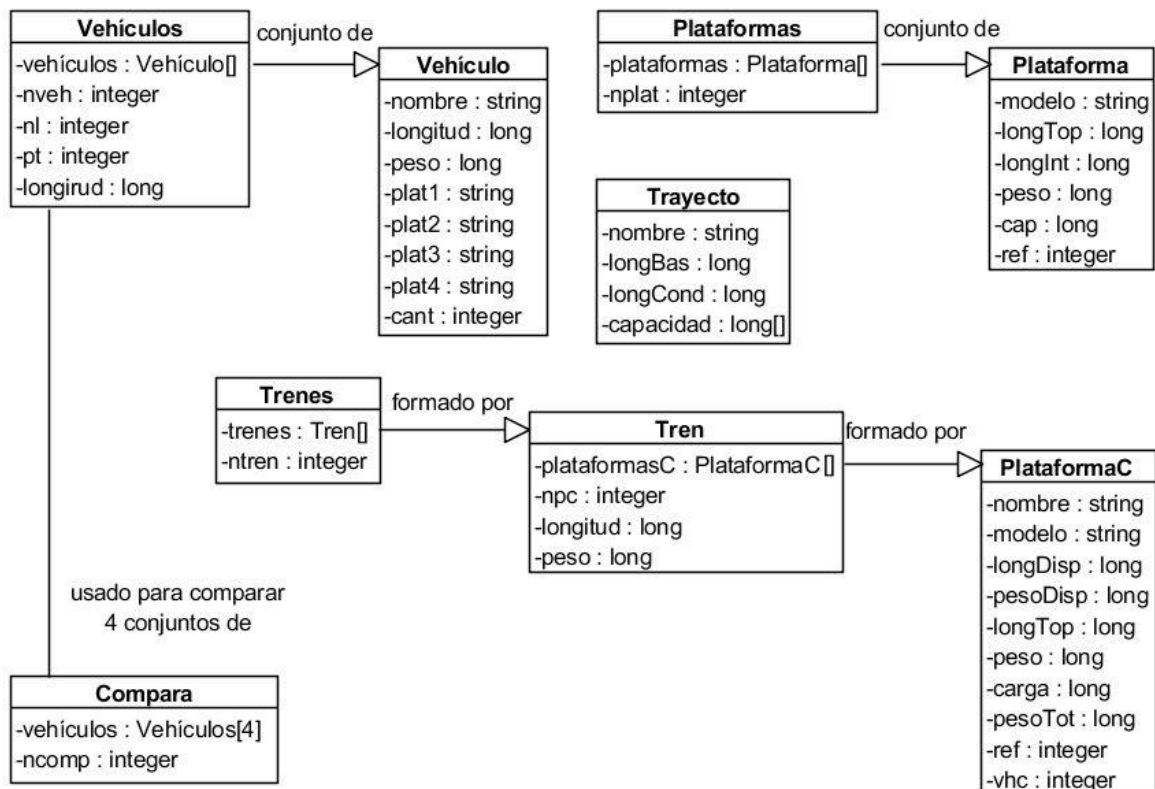 Vehículos
-vehículos : Vehículo[]
-nveh : integer
-nl : integer
-pt : integer
-longirud : long
conjunto de
Vehículo
-nombre : string
-longitud : long
-peso : long
-plat1 : string
-plat2 : string
-plat3 : string
-plat4 : string
-cant : integer
Plataformas
-plataformas : Plataforma[]
-nplat : integer
conjunto de
Plataforma
-modelo : string
-longTop : long
-longInt : long
-peso : long
-cap : long
-ref : integer
Trayecto
-nombre : string
-longBas : long
-longCond : long
-capacidad : long[]
Trenes
-trenes : Tren[]
-ntren : integer
formado por
Tren
-plataformasC : PlataformaC[]
-npc : integer
-longitud : long
-peso : long
formado por
PlataformaC
-nombre : string
-modelo : string
-longDisp : long
-pesoDisp : long
-longTop : long
-peso : long
-carga : long
-pesoTot : long
-ref : integer
-vhc : integer
usado para comparar
4 conjuntos de
Compara
-vehículos : Vehículos[4]
-ncomp : integer